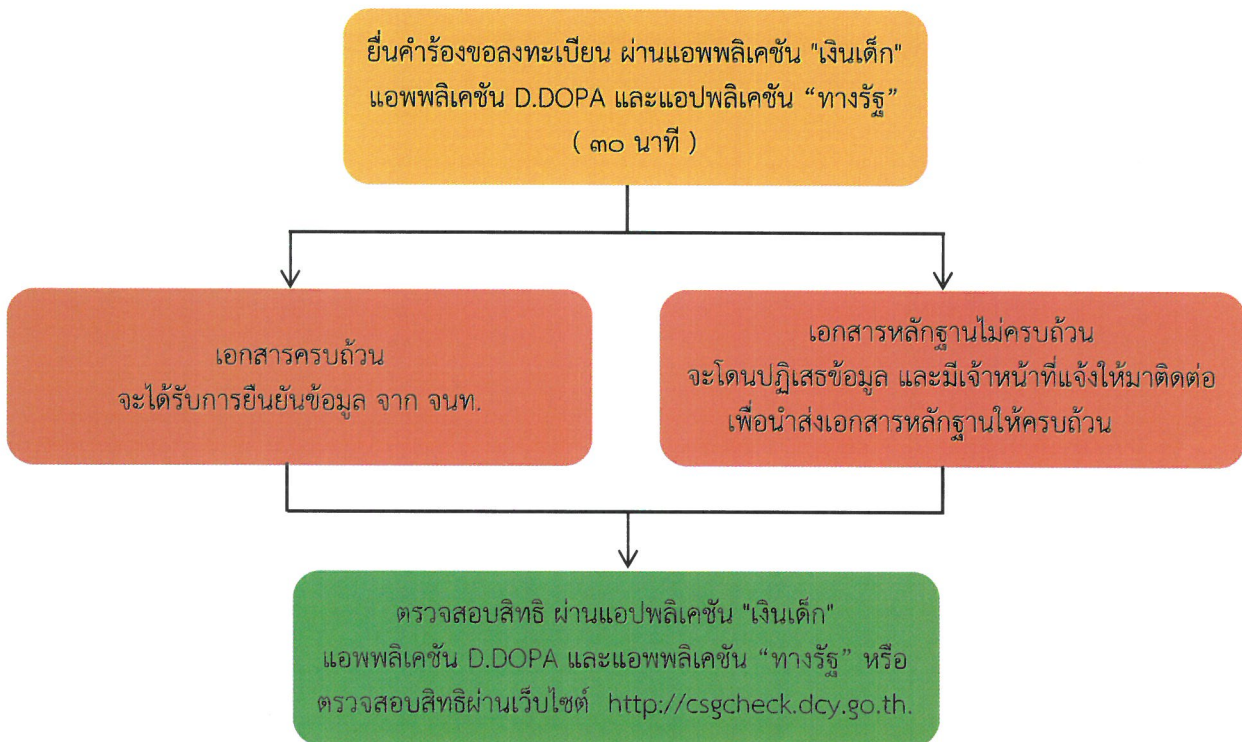 ยื่นคำร้องขอลงทะเบียน ผ่านแอพพลิเคชัน "เงินเด็ก"
แอพพลิเคชัน D.DOPA และแอปพลิเคชัน “ทางรัฐ”
( ๓๐ นาที )
เอกสารครบถ้วน
จะได้รับการยืนยันข้อมูล จาก จนท.
เอกสารหลักฐานไม่ครบถ้วน
จะโดนปฏิเสธข้อมูล และมีเจ้าหน้าที่แจ้งให้มาติดต่อ
เพื่อนำส่งเอกสารหลักฐานให้ครบถ้วน
ตรวจสอบสิทธิ ผ่านแอปพลิเคชัน "เงินเด็ก"
แอพพลิเคชัน D.DOPA และแอพพลิเคชัน “ทางรัฐ” หรือ
ตรวจสอบสิทธิผ่านเว็บไซต์ http://csgcheck.dcy.go.th.